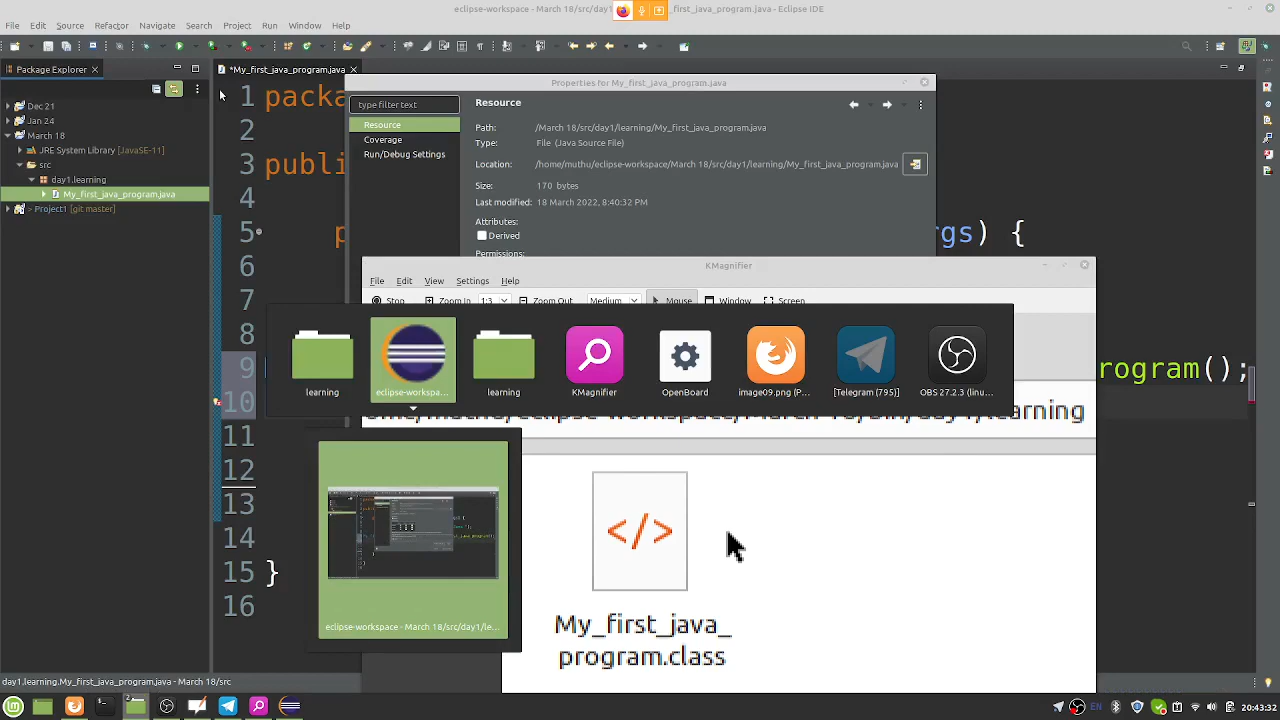 eclipse-workspace - March 18/src/day1
_first_java_program.java - Eclipse IDE
File Edit Source Refactor Navigate Search Project Run Window Help
Package Explorer
*My_first_java_program.java
Dec21
Jan 24
March 18
JRE System Library [JavaSE-11]
src
day1.learning
My_first_java_program.java
> Project1 [git master]
1 packa
2
3 publi
4
5 p
rgs) {
6
7
8
9
rogram();
10
11
12
13
14
15 }
16
Properties for My_first_java_program.java
type filter text
Resource
Coverage
Run/Debug Settings
Resource
Path: /March 18/src/day1/learning/My_first_java_program.java
Type: File (Java Source File)
Location: /home/muthu/eclipse-workspace/March 18/src/day1/learning/My_first_java_program.java
Size: 170 bytes
Last modified: 18 March 2022, 8:40:32 PM
Attributes:
Derived
Permissions:
KMagnifier
File Edit View Settings Help
Stop Zoom In 1:3 Zoom Out Medium Mouse Window Screen
learning
eclipse-workspa...
learning
KMagnifier
OpenBoard
image09.png (P...
[Telegram (795)]
OBS 27.2.3 (linu...
eclipse-workspace - March 18/src/day1/le...
</>
My_first_java_
program.class
day1.learning.My_first_java_program.java - March 18/src
EN
20:43:32